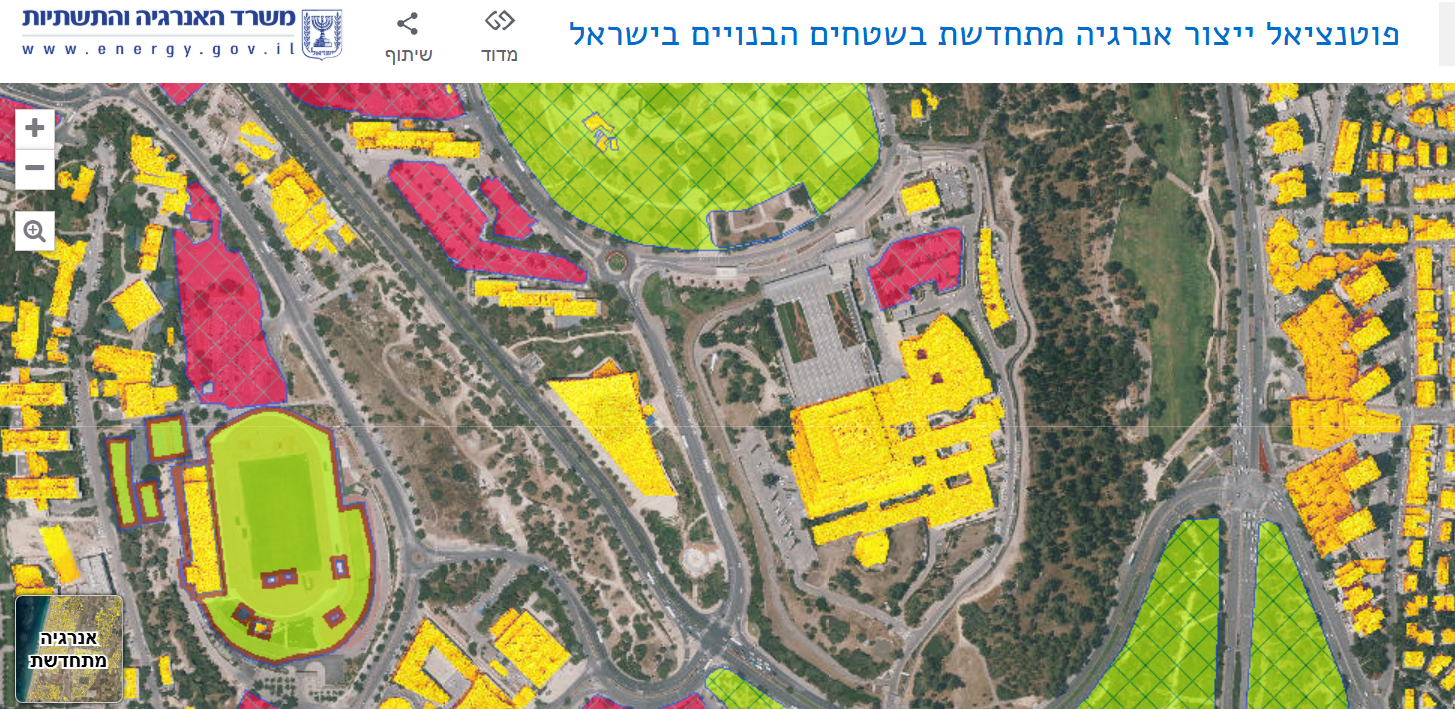 פוטנציאל ייצור אנרגיה מתחדשת בשטחים הבנויים בישראל
מדוד
שיתוף
משרד האנרגיה והתשתיות
www.energy.gov.il
אנרגיה
מתחדשת